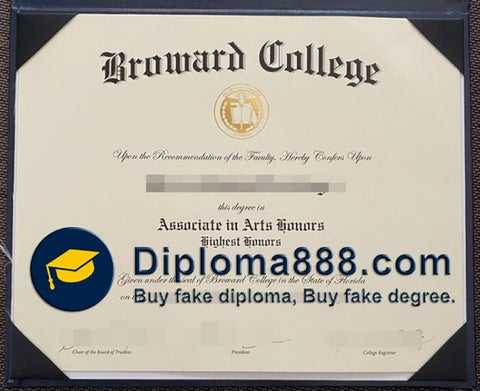 Broward College
Upon the Recommendation of the Faculty, Hereby Confers Upon
this degree in
Associate in Arts Honors
Highest Honors
Diploma888.com
Given under the seal of Broward College in the State of Florida
Buy fake diploma, Buy fake degree.
Chair of the Board of Trustees
President
College Registrar